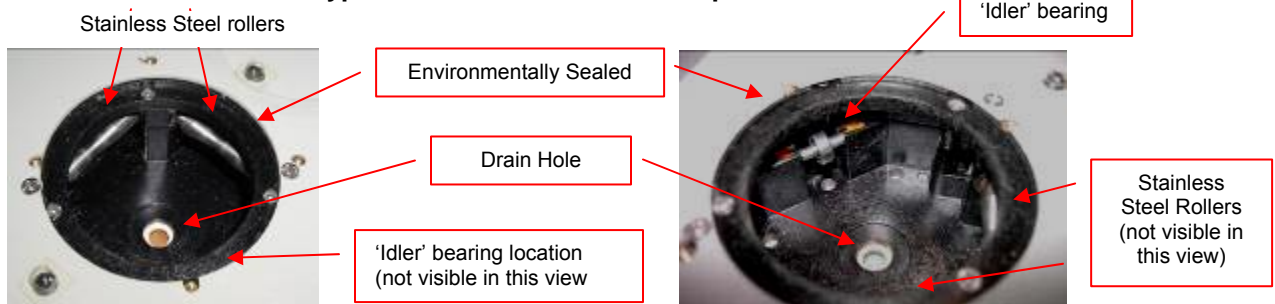 Stainless Steel rollers
'Idler' bearing
Environmentally Sealed
Drain Hole
'Idler' bearing location
(not visible in this view
Stainless
Steel Rollers
(not visible in
this view)